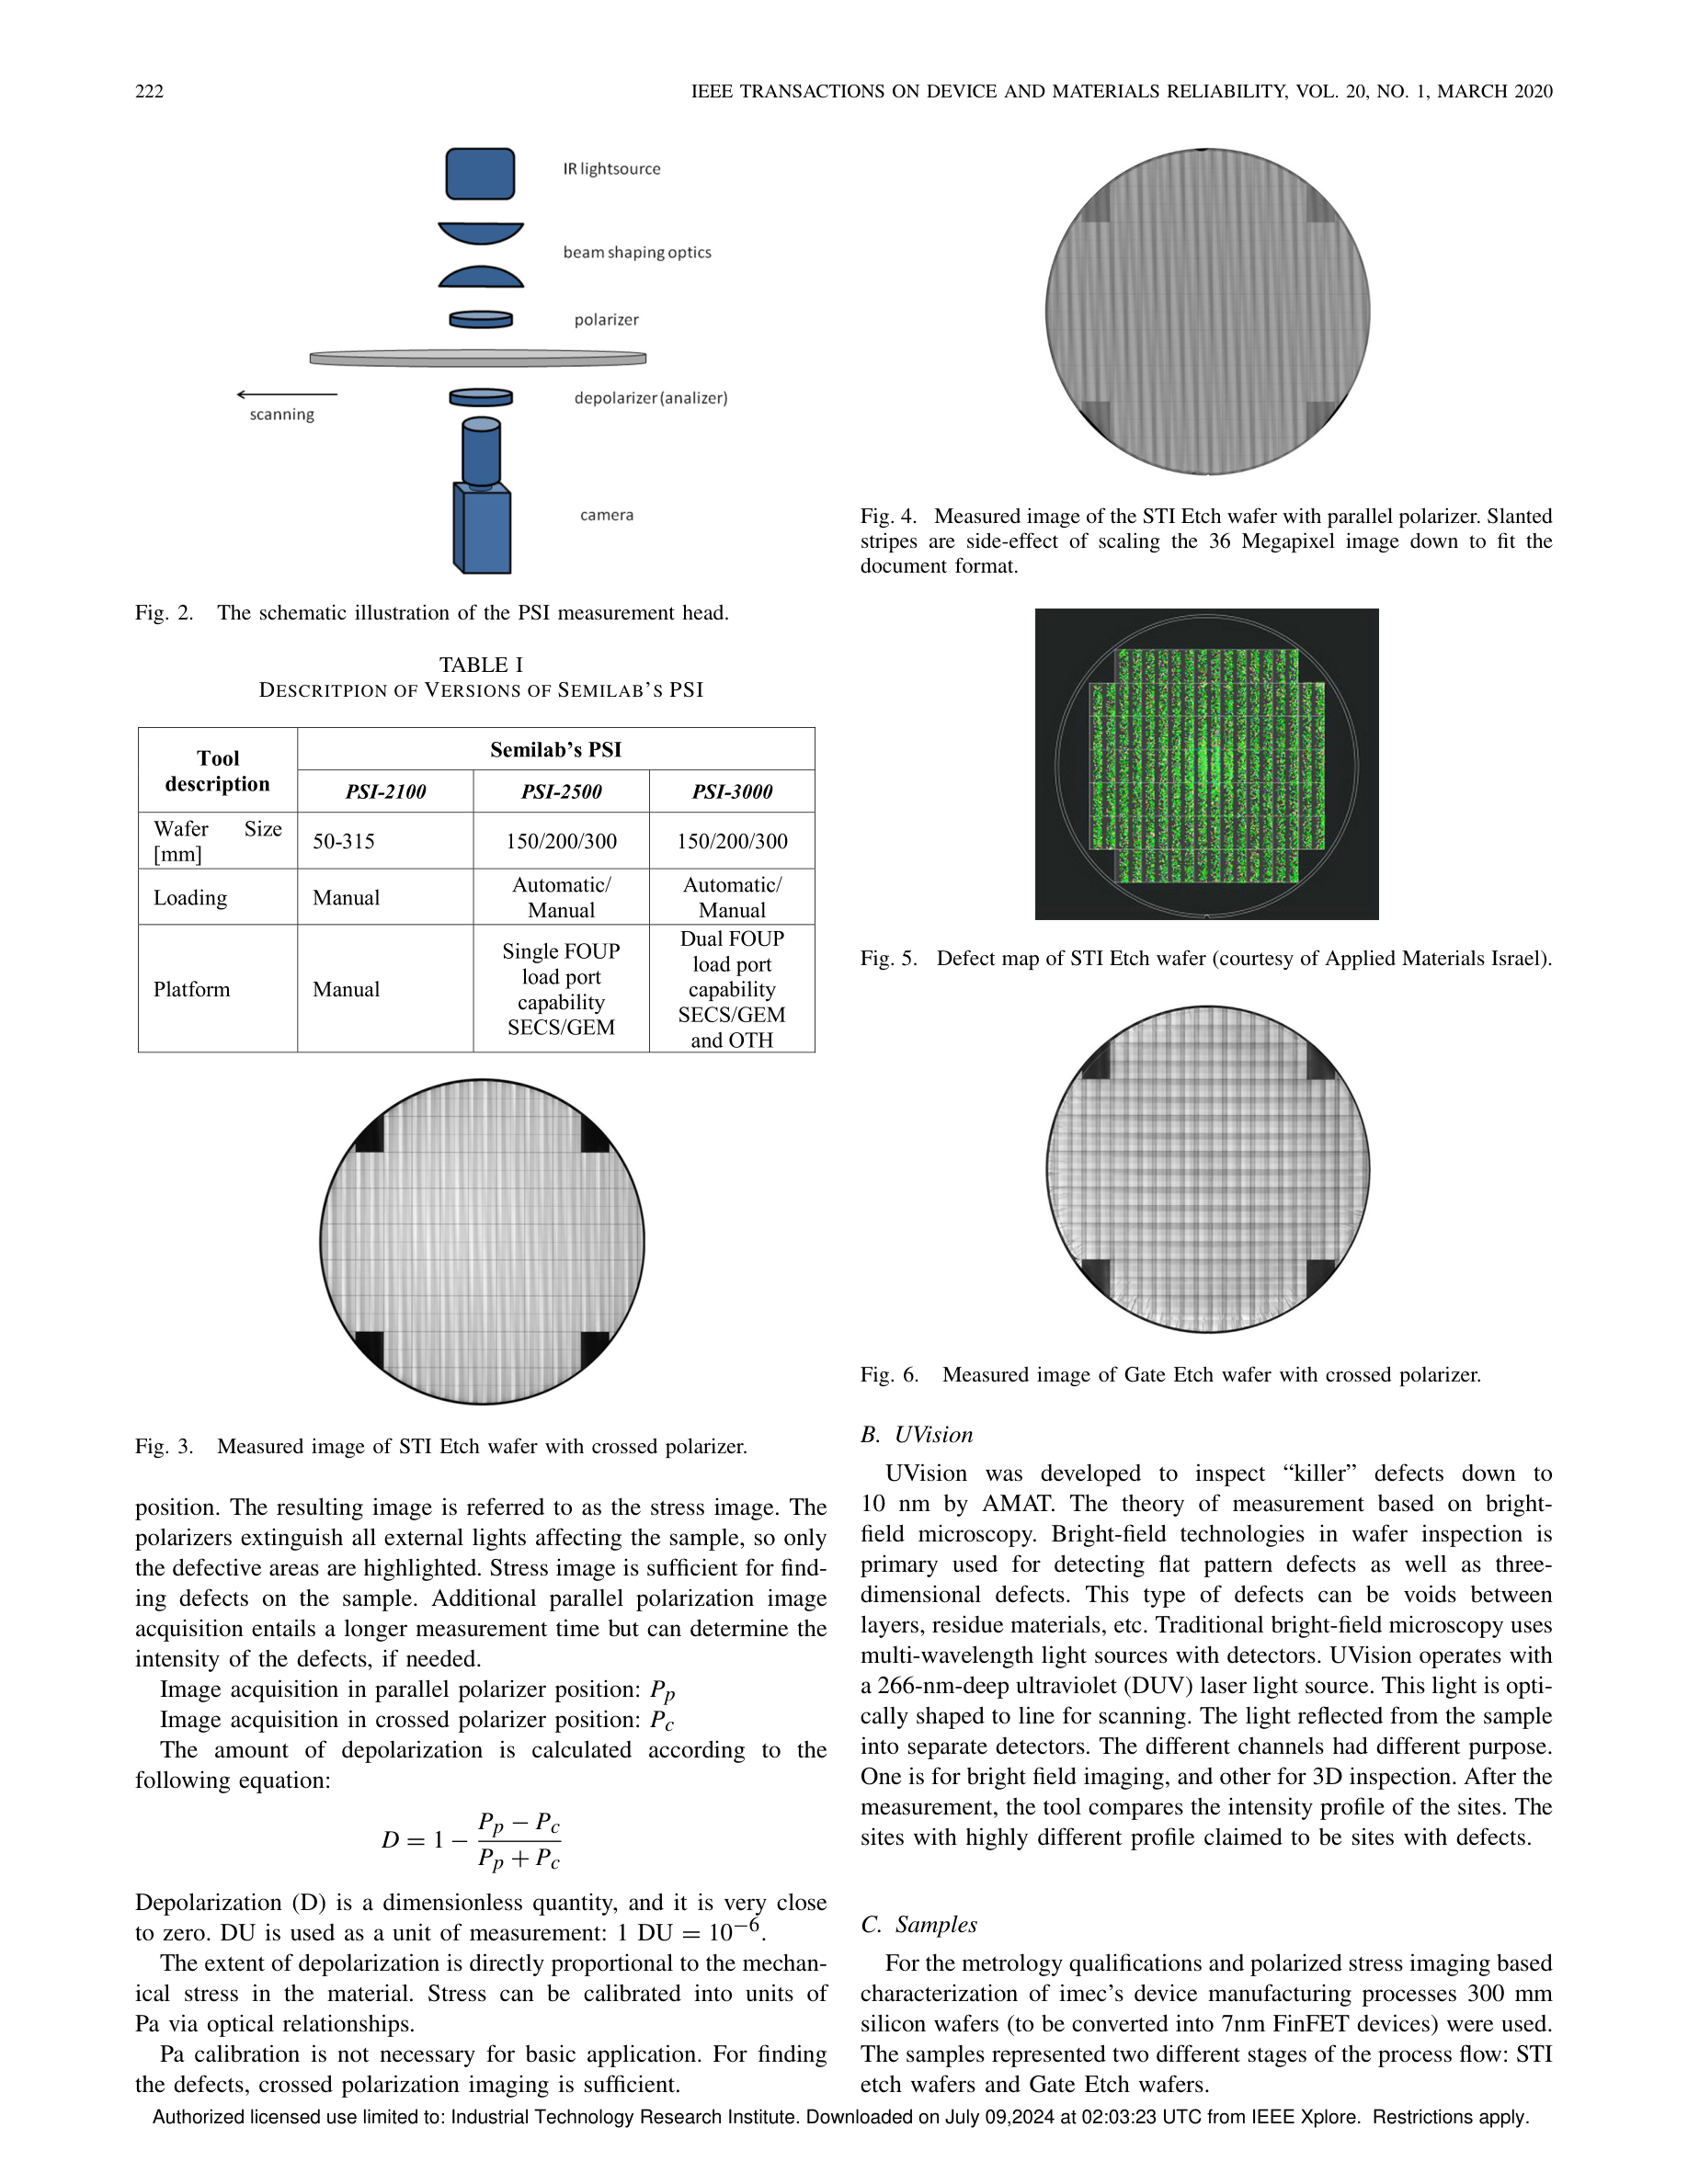 222
IEEE TRANSACTIONS ON DEVICE AND MATERIALS RELIABILITY, VOL. 20, NO. 1, MARCH 2020
IR lightsource
beam shaping optics
polarizer
depolarizer (analizer)
scanning
camera
Fig. 2. The schematic illustration of the PSI measurement head.
TABLE I
DESCRITPION OF VERSIONS OF SEMILAB'S PSI
Tool description
Semilab's PSI
PSI-2100 PSI-2500 PSI-3000
Wafer Size [mm] 50-315 150/200/300 150/200/300
Loading Manual Automatic/ Manual Automatic/ Manual
Platform Manual Single FOUP load port capability SECS/GEM Dual FOUP load port capability SECS/GEM and OTH
Fig. 3. Measured image of STI Etch wafer with crossed polarizer.
position. The resulting image is referred to as the stress image. The
polarizers extinguish all external lights affecting the sample, so only
the defective areas are highlighted. Stress image is sufficient for find-
ing defects on the sample. Additional parallel polarization image
acquisition entails a longer measurement time but can determine the
intensity of the defects, if needed.
Image acquisition in parallel polarizer position: Pp
Image acquisition in crossed polarizer position: Pc
The amount of depolarization is calculated according to the
following equation:
D = 1 − (Pp − Pc)/(Pp + Pc)
Depolarization (D) is a dimensionless quantity, and it is very close
to zero. DU is used as a unit of measurement: 1 DU = 10⁻⁶.
The extent of depolarization is directly proportional to the mechan-
ical stress in the material. Stress can be calibrated into units of
Pa via optical relationships.
Pa calibration is not necessary for basic application. For finding
the defects, crossed polarization imaging is sufficient.
Fig. 4. Measured image of the STI Etch wafer with parallel polarizer. Slanted
stripes are side-effect of scaling the 36 Megapixel image down to fit the
document format.
Fig. 5. Defect map of STI Etch wafer (courtesy of Applied Materials Israel).
Fig. 6. Measured image of Gate Etch wafer with crossed polarizer.
B. UVision
UVision was developed to inspect “killer” defects down to
10 nm by AMAT. The theory of measurement based on bright-
field microscopy. Bright-field technologies in wafer inspection is
primary used for detecting flat pattern defects as well as three-
dimensional defects. This type of defects can be voids between
layers, residue materials, etc. Traditional bright-field microscopy uses
multi-wavelength light sources with detectors. UVision operates with
a 266-nm-deep ultraviolet (DUV) laser light source. This light is opti-
cally shaped to line for scanning. The light reflected from the sample
into separate detectors. The different channels had different purpose.
One is for bright field imaging, and other for 3D inspection. After the
measurement, the tool compares the intensity profile of the sites. The
sites with highly different profile claimed to be sites with defects.
C. Samples
For the metrology qualifications and polarized stress imaging based
characterization of imec's device manufacturing processes 300 mm
silicon wafers (to be converted into 7nm FinFET devices) were used.
The samples represented two different stages of the process flow: STI
etch wafers and Gate Etch wafers.
Authorized licensed use limited to: Industrial Technology Research Institute. Downloaded on July 09,2024 at 02:03:23 UTC from IEEE Xplore. Restrictions apply.